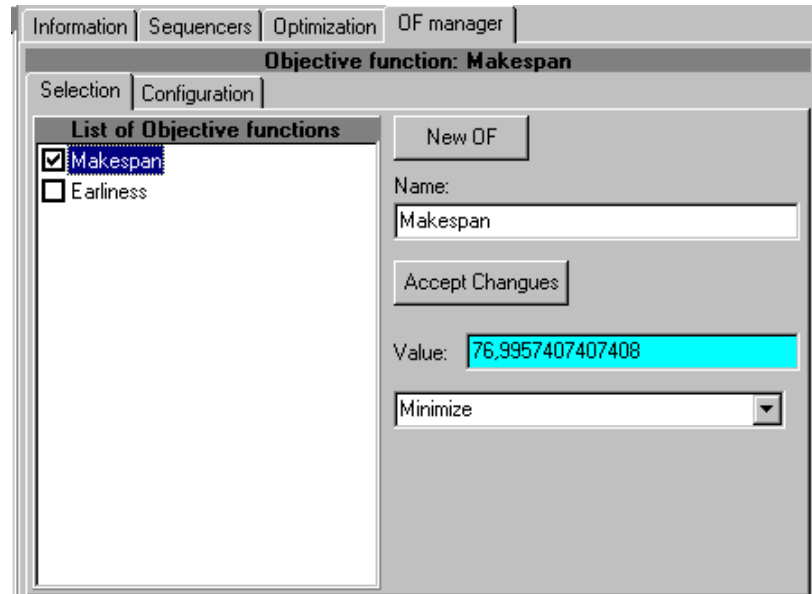 Information Sequencers Optimization OF manager
Objective function: Makespan
Selection Configuration
List of Objective functions
Makespan
Earliness
New OF
Name:
Makespan
Accept Changues
Value: 76,9957407407408
Minimize